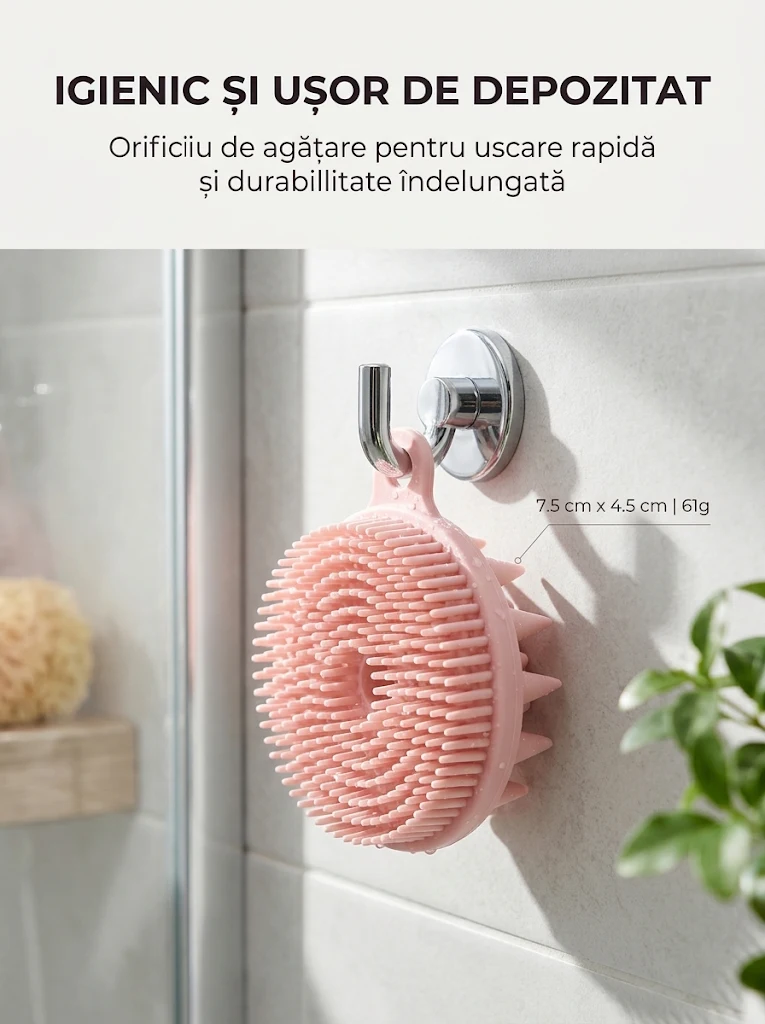 IGIENIC ȘI UȘOR DE DEPOZITAT
Orificiiu de agățare pentru uscare rapidă
și durabillitate îndelungată
7.5 cm x 4.5 cm | 61g